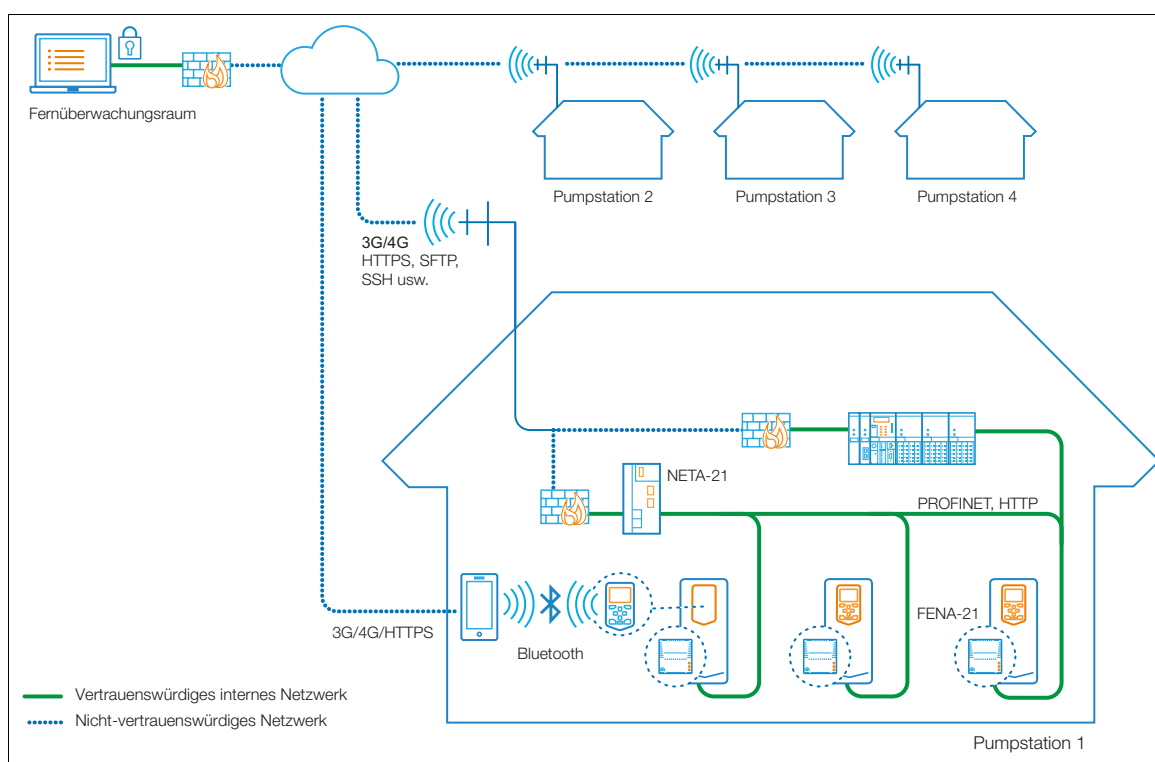 Fernüberwachungsraum
Pumpstation 2
Pumpstation 3
Pumpstation 4
3G/4G
HTTPS, SFTP,
SSH usw.
NETA-21
PROFINET, HTTP
FENA-21
3G/4G/HTTPS
Bluetooth
Vertrauenswürdiges internes Netzwerk
Nicht-vertrauenswürdiges Netzwerk
Pumpstation 1